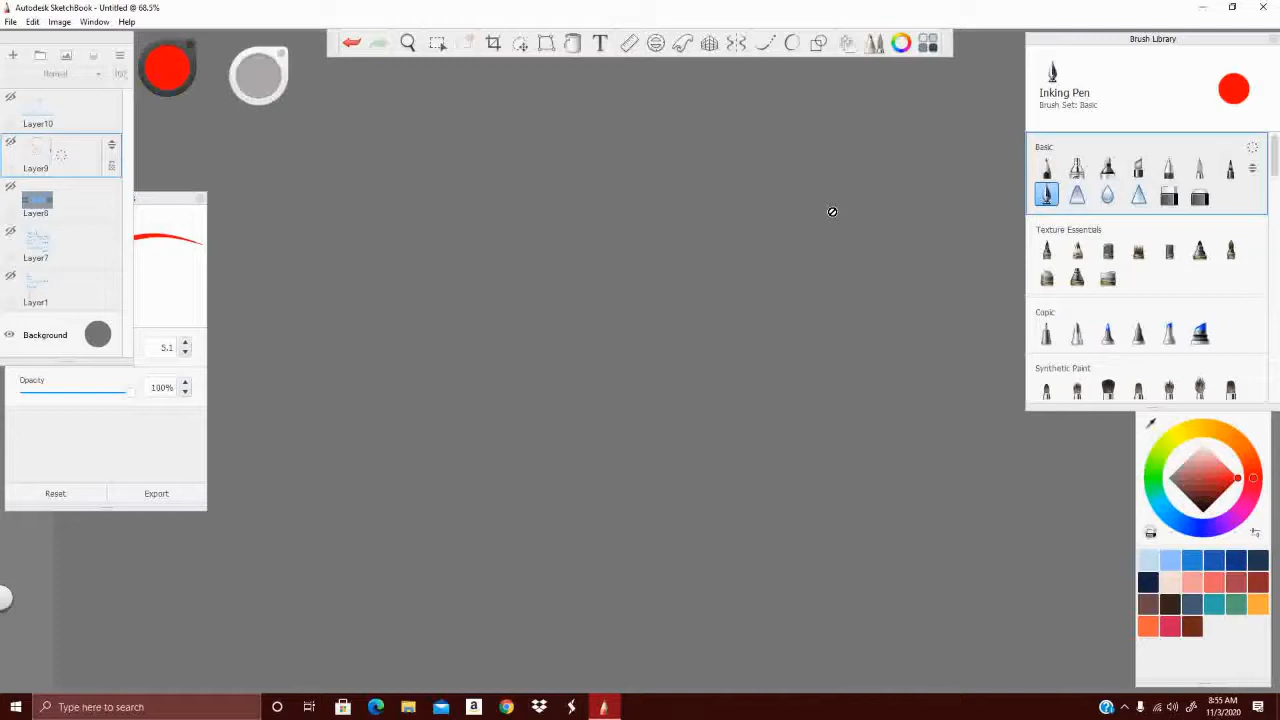 Autodesk SketchBook - Untitled @ 68.5%
File Edit Image Window
Normal
Layer10
Layer9
Layer8
Layer7
Layer1
Background
5.1
Opacity
100%
Reset Export
T
Brush Library
Inking Pen
Brush Set: Basic
Basic
Texture Essentials
Copic
Synthetic Paint
Type here to search
a
8:55 AM
11/3/2020